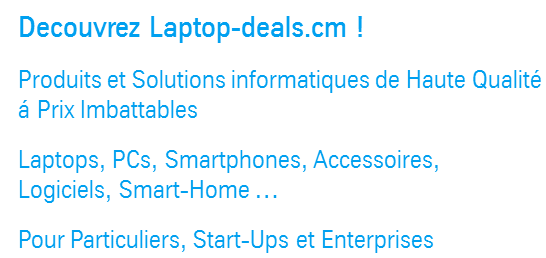 Decouvrez Laptop-deals.cm !
Produits et Solutions informatiques de Haute Qualité
á Prix Imbattables
Laptops, PCs, Smartphones, Accessoires,
Logiciels, Smart-Home ...
Pour Particuliers, Start-Ups et Enterprises